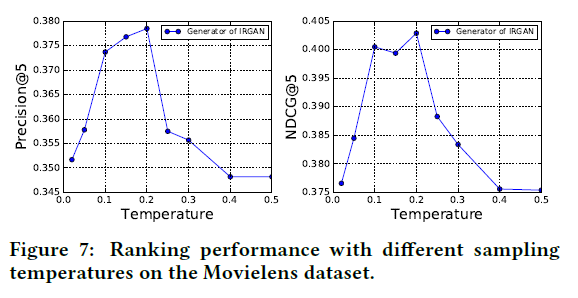 0.380
0.375
0.370
0.365
0.360
0.355
0.350
0.345
Precision@5
Generator of IRGAN
0.0 0.1 0.2 0.3 0.4 0.5
Temperature
0.405
0.400
0.395
0.390
0.385
0.380
0.375
NDCG@5
Generator of IRGAN
0.0 0.1 0.2 0.3 0.4 0.5
Temperature
Figure 7: Ranking performance with different sampling
temperatures on the Movielens dataset.